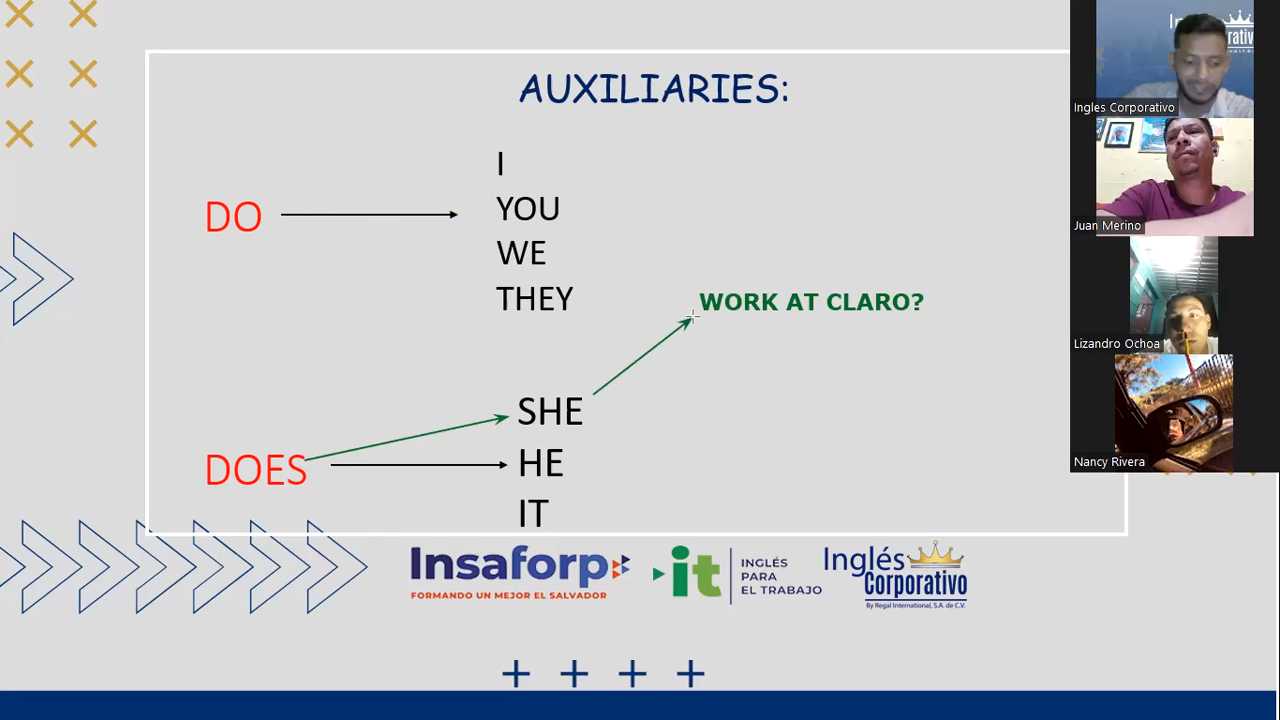 AUXILIARIES:
DO
I
YOU
WE
THEY
WORK AT CLARO?
DOES
SHE
HE
IT
Insaforp
FORMANDO UN MEJOR EL SALVADOR
it
INGLÉS
PARA
EL TRABAJO
Inglés
Corporativo
By Regal International, S.A. de C.V.
Ingles Corporativo
Juan Merino
Lizandro Ochoa
Nancy Rivera